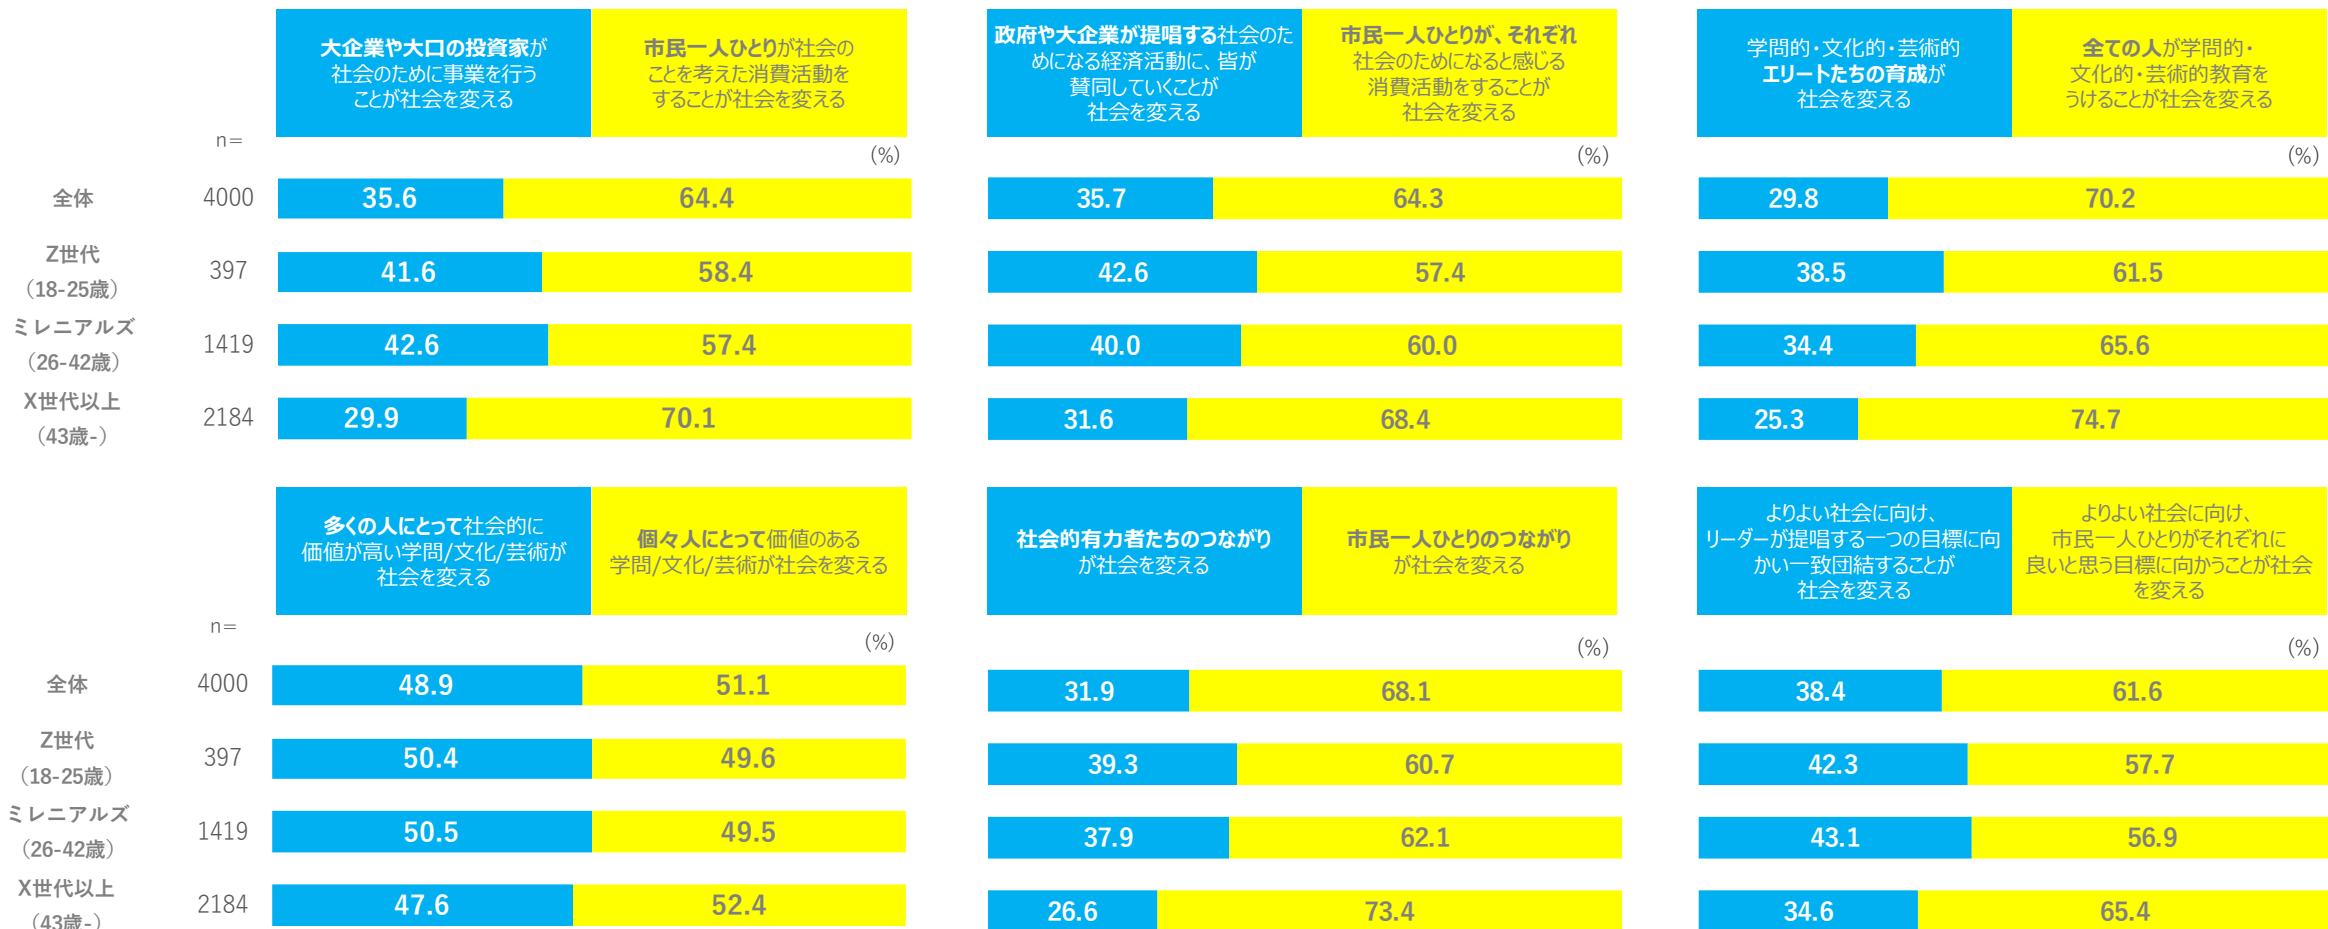 大企業や大口の投資家が
社会のために事業を行う
ことが社会を変える
市民一人ひとりが社会の
ことを考えた消費活動を
することが社会を変える
政府や大企業が提唱する社会のた
めになる経済活動に、皆が
賛同していくことが
社会を変える
市民一人ひとりが、それぞれ
社会のためになると感じる
消費活動をすることが
社会を変える
学問的・文化的・芸術的
エリートたちの育成が
社会を変える
全ての人が学問的・
文化的・芸術的教育を
うけることが社会を変える
n=
(%)
(%)
(%)
全体 4000 35.6 64.4 35.7 64.3 29.8 70.2
Z世代
(18-25歳)
397 41.6 58.4 42.6 57.4 38.5 61.5
ミレニアルズ
(26-42歳)
1419 42.6 57.4 40.0 60.0 34.4 65.6
X世代以上
(43歳-)
2184 29.9 70.1 31.6 68.4 25.3 74.7
多くの人にとって社会的に
価値が高い学問/文化/芸術が
社会を変える
個々人にとって価値のある
学問/文化/芸術が社会を変える
社会的有力者たちのつながり
が社会を変える
市民一人ひとりのつながり
が社会を変える
よりよい社会に向け、
リーダーが提唱する一つの目標に向
かい一致団結することが
社会を変える
よりよい社会に向け、
市民一人ひとりがそれぞれに
良いと思う目標に向かうことが社会
を変える
n=
(%)
(%)
(%)
全体 4000 48.9 51.1 31.9 68.1 38.4 61.6
Z世代
(18-25歳)
397 50.4 49.6 39.3 60.7 42.3 57.7
ミレニアルズ
(26-42歳)
1419 50.5 49.5 37.9 62.1 43.1 56.9
X世代以上
(43歳-)
2184 47.6 52.4 26.6 73.4 34.6 65.4